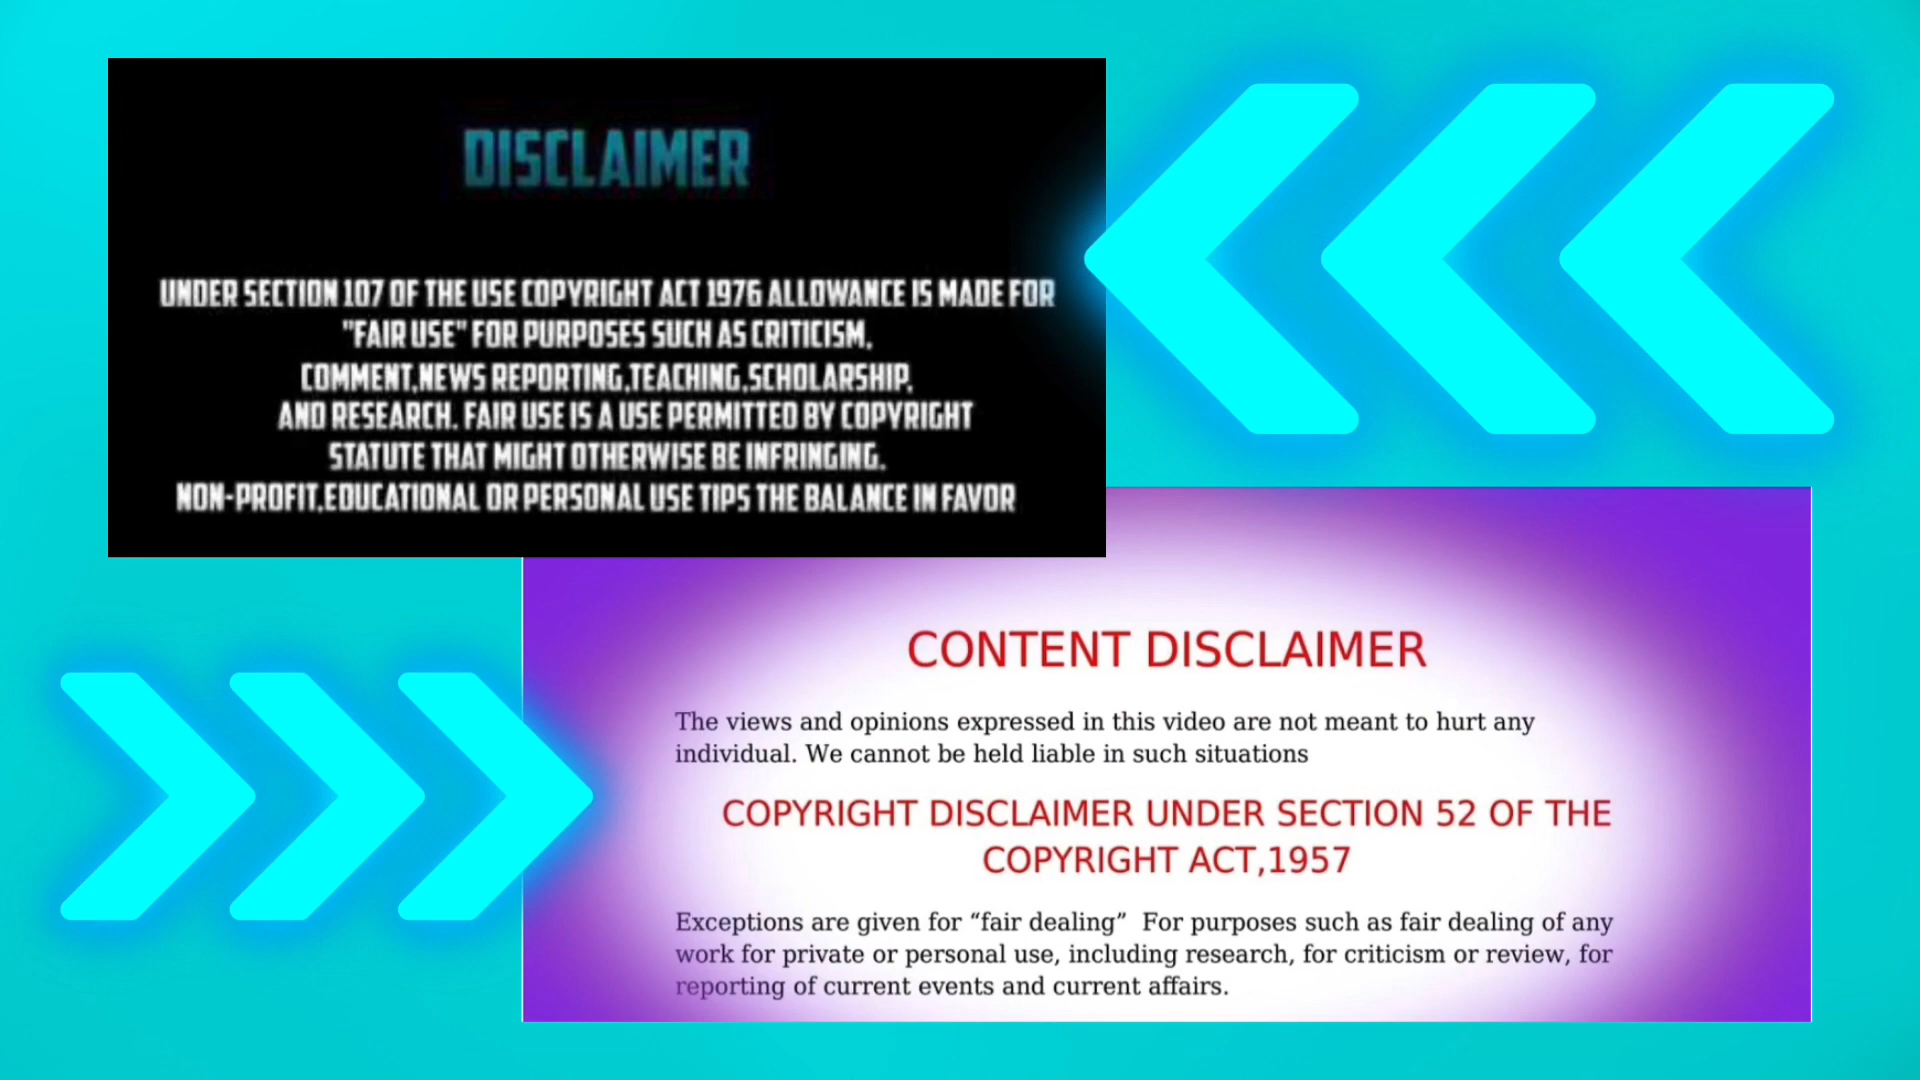 DISCLAIMER
UNDER SECTION 107 OF THE USE COPYRIGHT ACT 1976 ALLOWANCE IS MADE FOR
"FAIR USE" FOR PURPOSES SUCH AS CRITICISM,
COMMENT,NEWS REPORTING,TEACHING,SCHOLARSHIP,
AND RESEARCH. FAIR USE IS A USE PERMITTED BY COPYRIGHT
STATUTE THAT MIGHT OTHERWISE BE INFRINGING.
NON-PROFIT,EDUCATIONAL OR PERSONAL USE TIPS THE BALANCE IN FAVOR
CONTENT DISCLAIMER
The views and opinions expressed in this video are not meant to hurt any
individual. We cannot be held liable in such situations
COPYRIGHT DISCLAIMER UNDER SECTION 52 OF THE
COPYRIGHT ACT,1957
Exceptions are given for “fair dealing”  For purposes such as fair dealing of any
work for private or personal use, including research, for criticism or review, for
reporting of current events and current affairs.